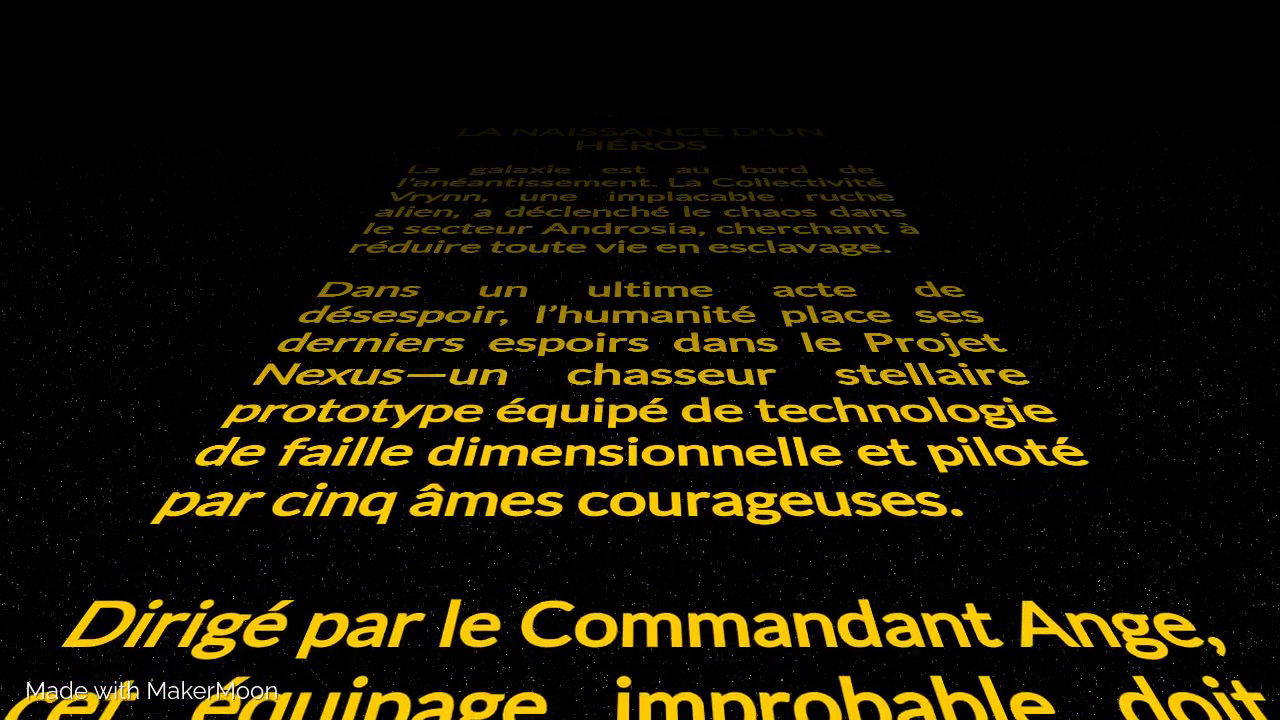 LA NAISSANCE D'UN
HÉROS
La galaxie est au bord de
l'anéantissement. La Collectivité
Vrynn, une implacable ruche
alien, a déclenché le chaos dans
le secteur Androsia, cherchant à
réduire toute vie en esclavage.
Dans un ultime acte de
désespoir, l’humanité place ses
derniers espoirs dans le Projet
Nexus—un chasseur stellaire
prototype équipé de technologie
de faille dimensionnelle et piloté
par cinq âmes courageuses.
Dirigé par le Commandant Ange,
cet équipage improbable doit
Made with MakerMoon